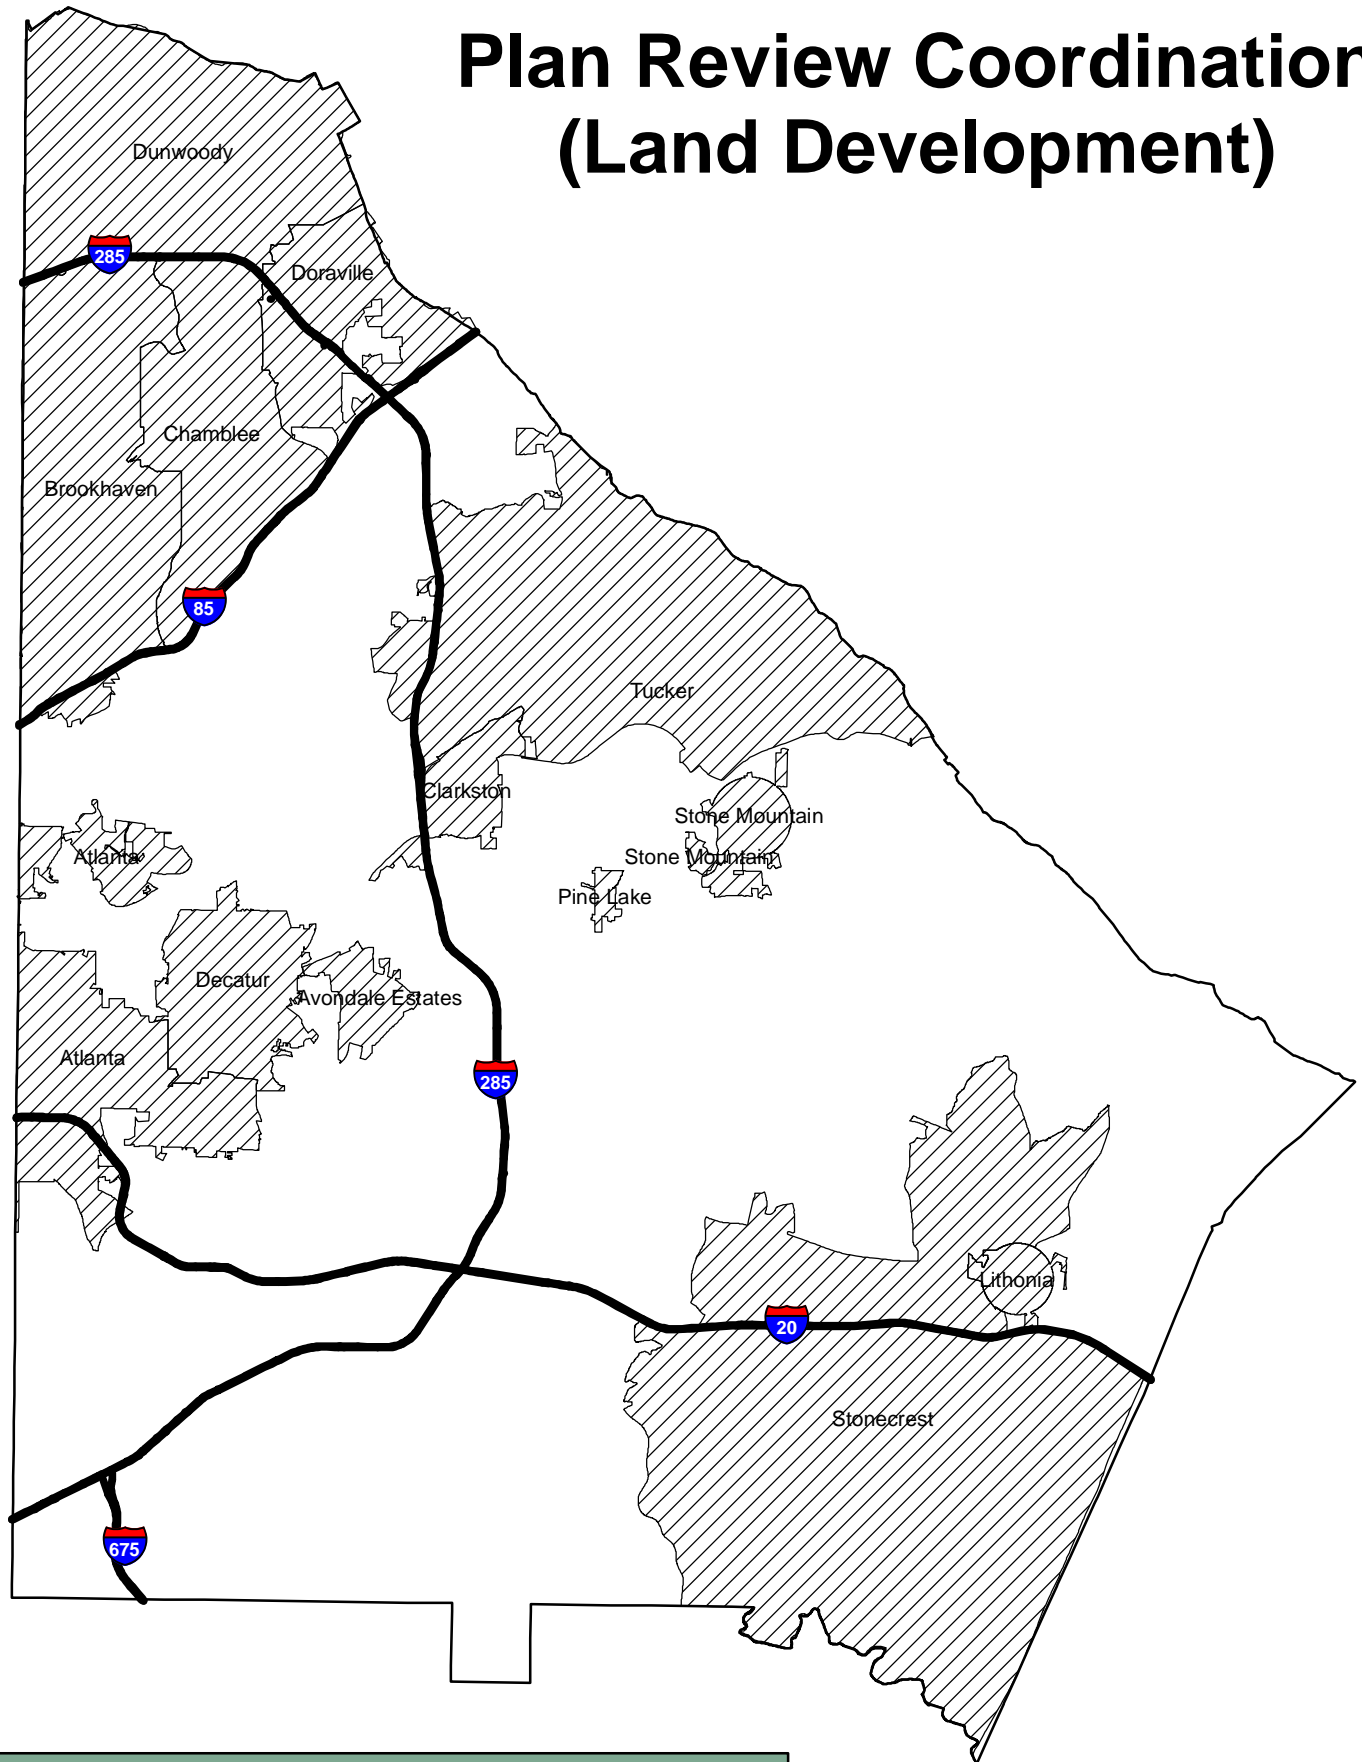 Plan Review Coordination
(Land Development)
Dunwoody
285
Doraville
Chamblee
Brookhaven
85
Tucker
Clarkston
Stone Mountain
Atlanta
Stone Mountain
Pine Lake
Decatur
Avondale Estates
Atlanta
285
Lithonia
20
Stonecrest
675